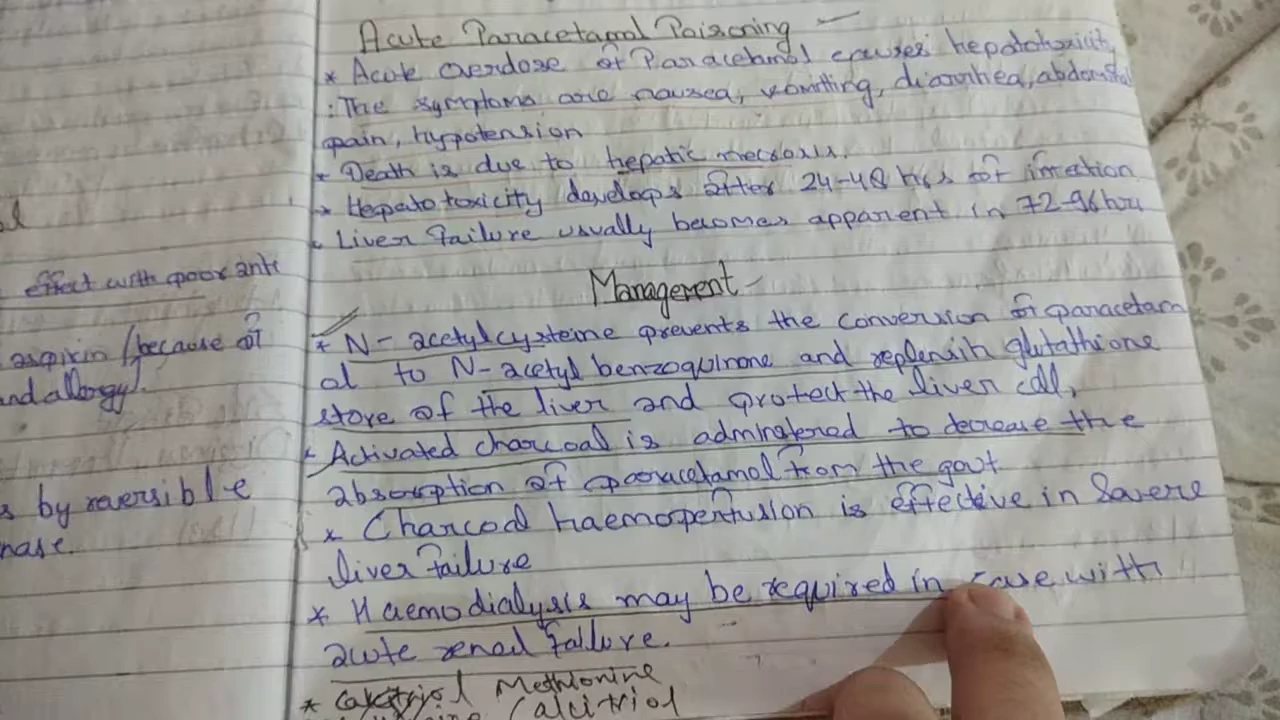 al
effect with poor anti
aspirin /because of
and allergy/.
s by reversible
nase.
Acute Paracetamol Poisoning
* Acute overdose of Paracetamol causes hepatotoxicity
: The symptoms are nausea, vomitting, diarrhea, abdominal
pain, hypotension
* Death is due to hepatic necrosis.
* Hepatotoxicity develops after 24-48 hrs of
* Liver Failure usually becomes apparent in 72-96 hrs
Management
* N-acetylcysteine prevents the conversion of paracetam
ol to N-acetyl benzoquinone and replenish glutathione
store of the liver and protect the liver cell,
* Activated charcoal is adminstered to decrease the
absorption of paracetamol from the gout
* Charcoal haemoperfusion is effective in Severe
liver failure
* Haemodialysis may be required in case with
acute renal failure.
* Methionine
Calcitriol